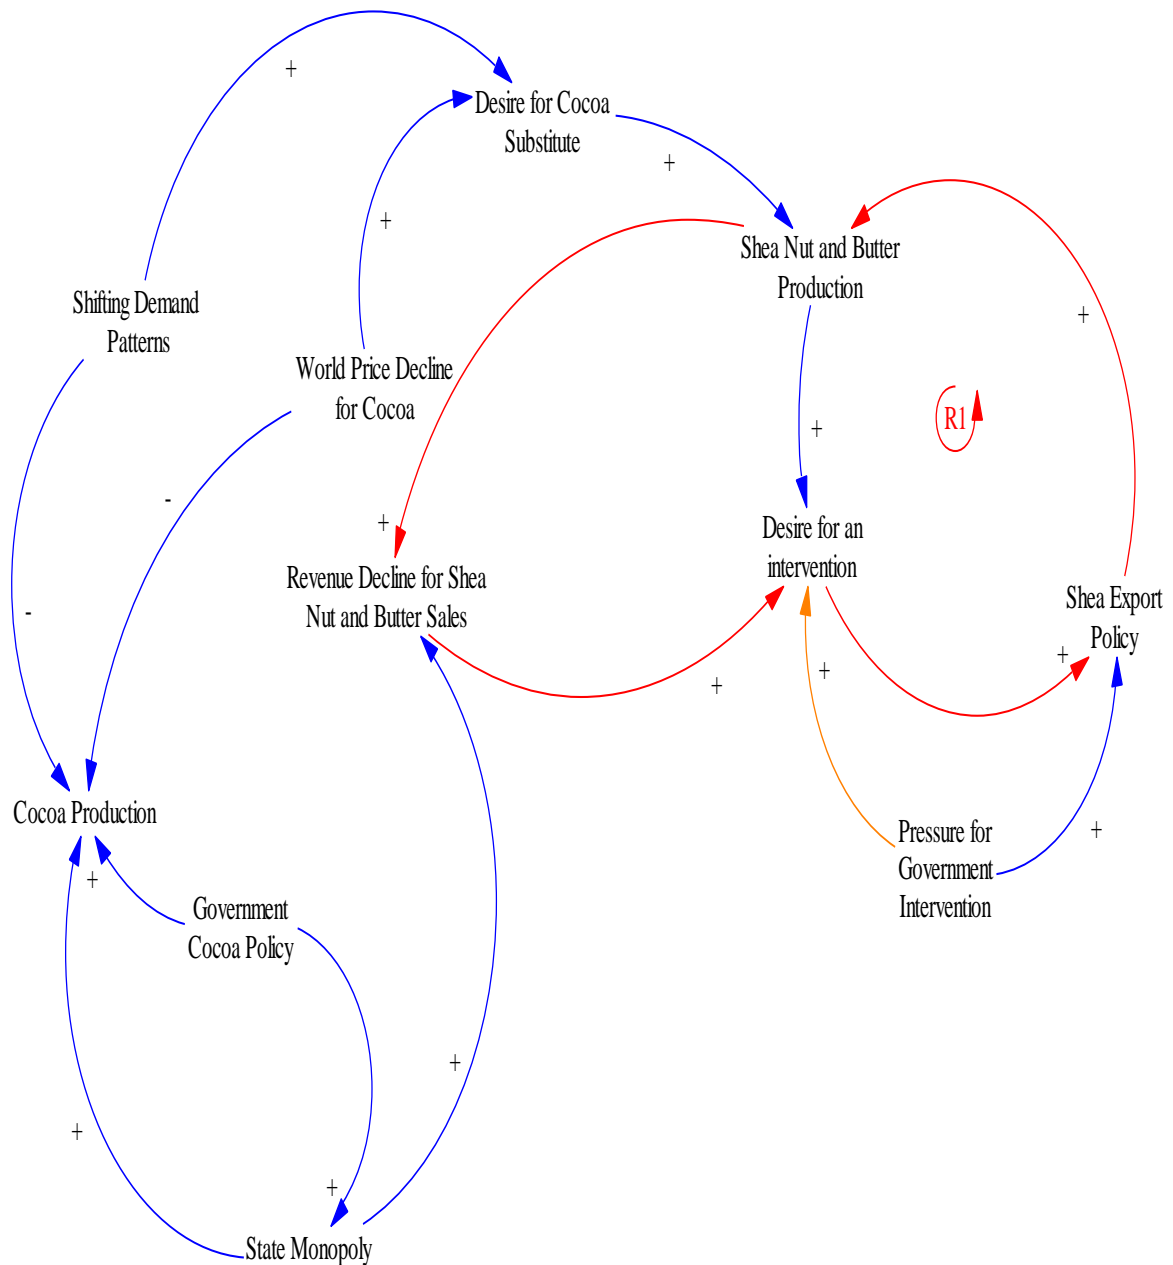 +
Desire for Cocoa
Substitute
+
+
Shea Nut and Butter
Production
Shifting Demand
Patterns
+
World Price Decline
for Cocoa
R1
+
-
+
Desire for an
intervention
Revenue Decline for Shea
Nut and Butter Sales
-
Shea Export
Policy
+
+
+
Cocoa Production
Pressure for
Government
Intervention
+
+
Government
Cocoa Policy
+
+
+
State Monopoly